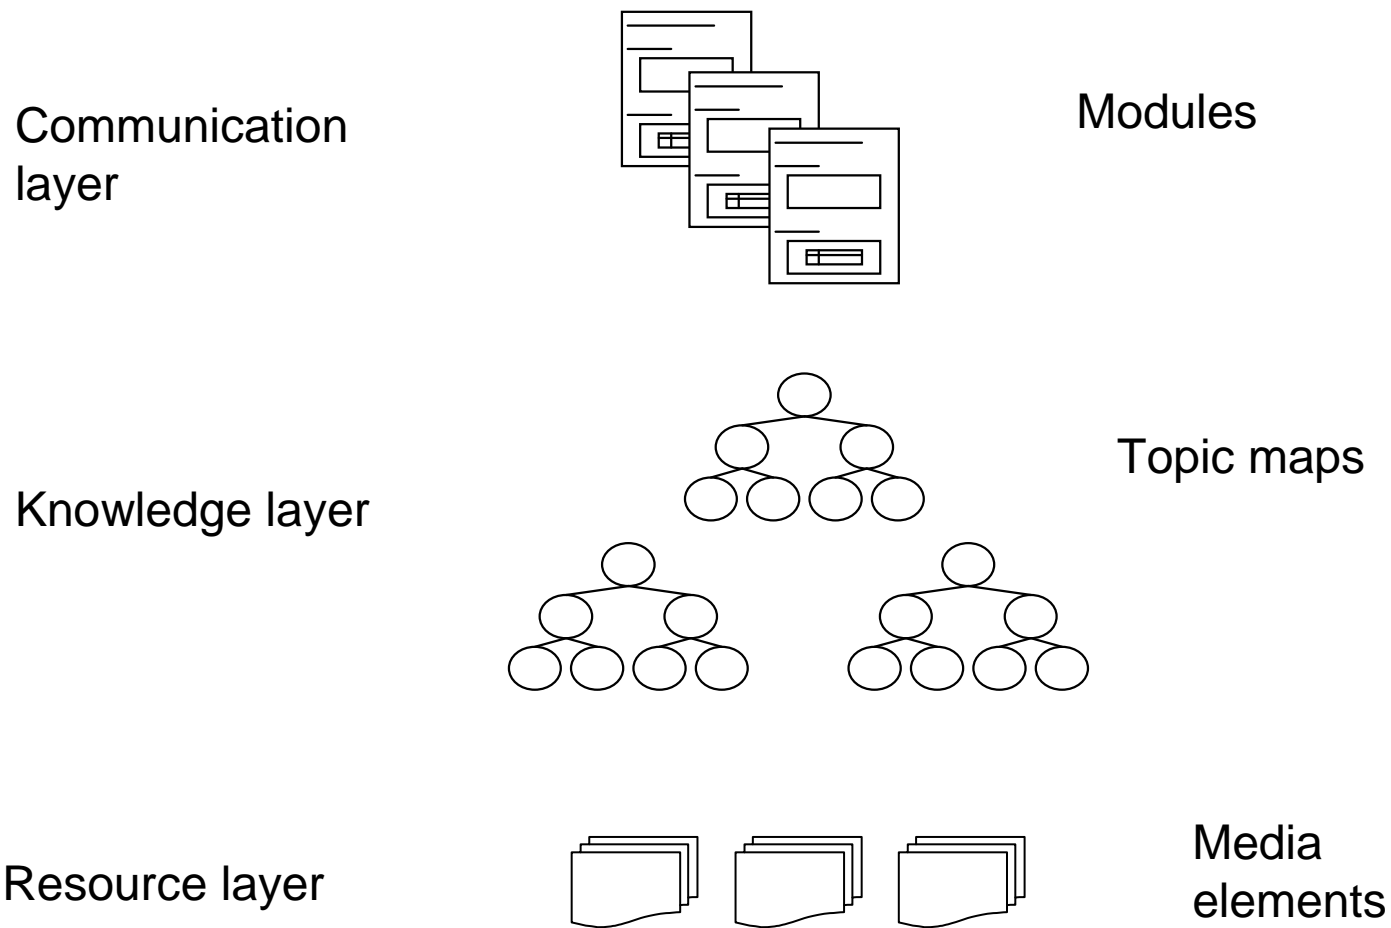 Communication
layer
Modules
Knowledge layer
Topic maps
Resource layer
Media
elements